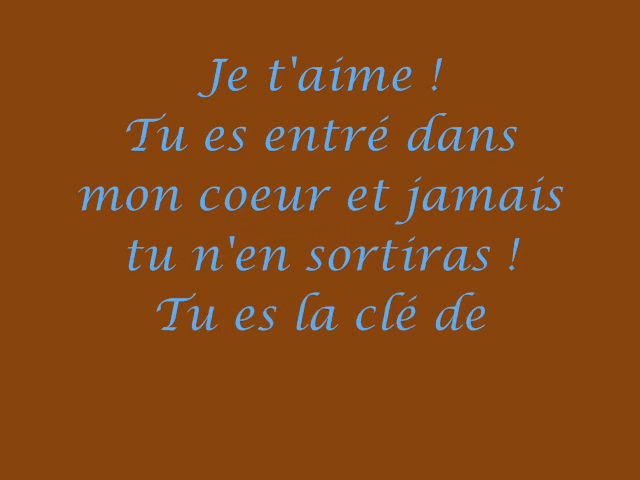 Je t'aime !
Tu es entré dans
mon coeur et jamais
tu n'en sortiras !
Tu es la clé de